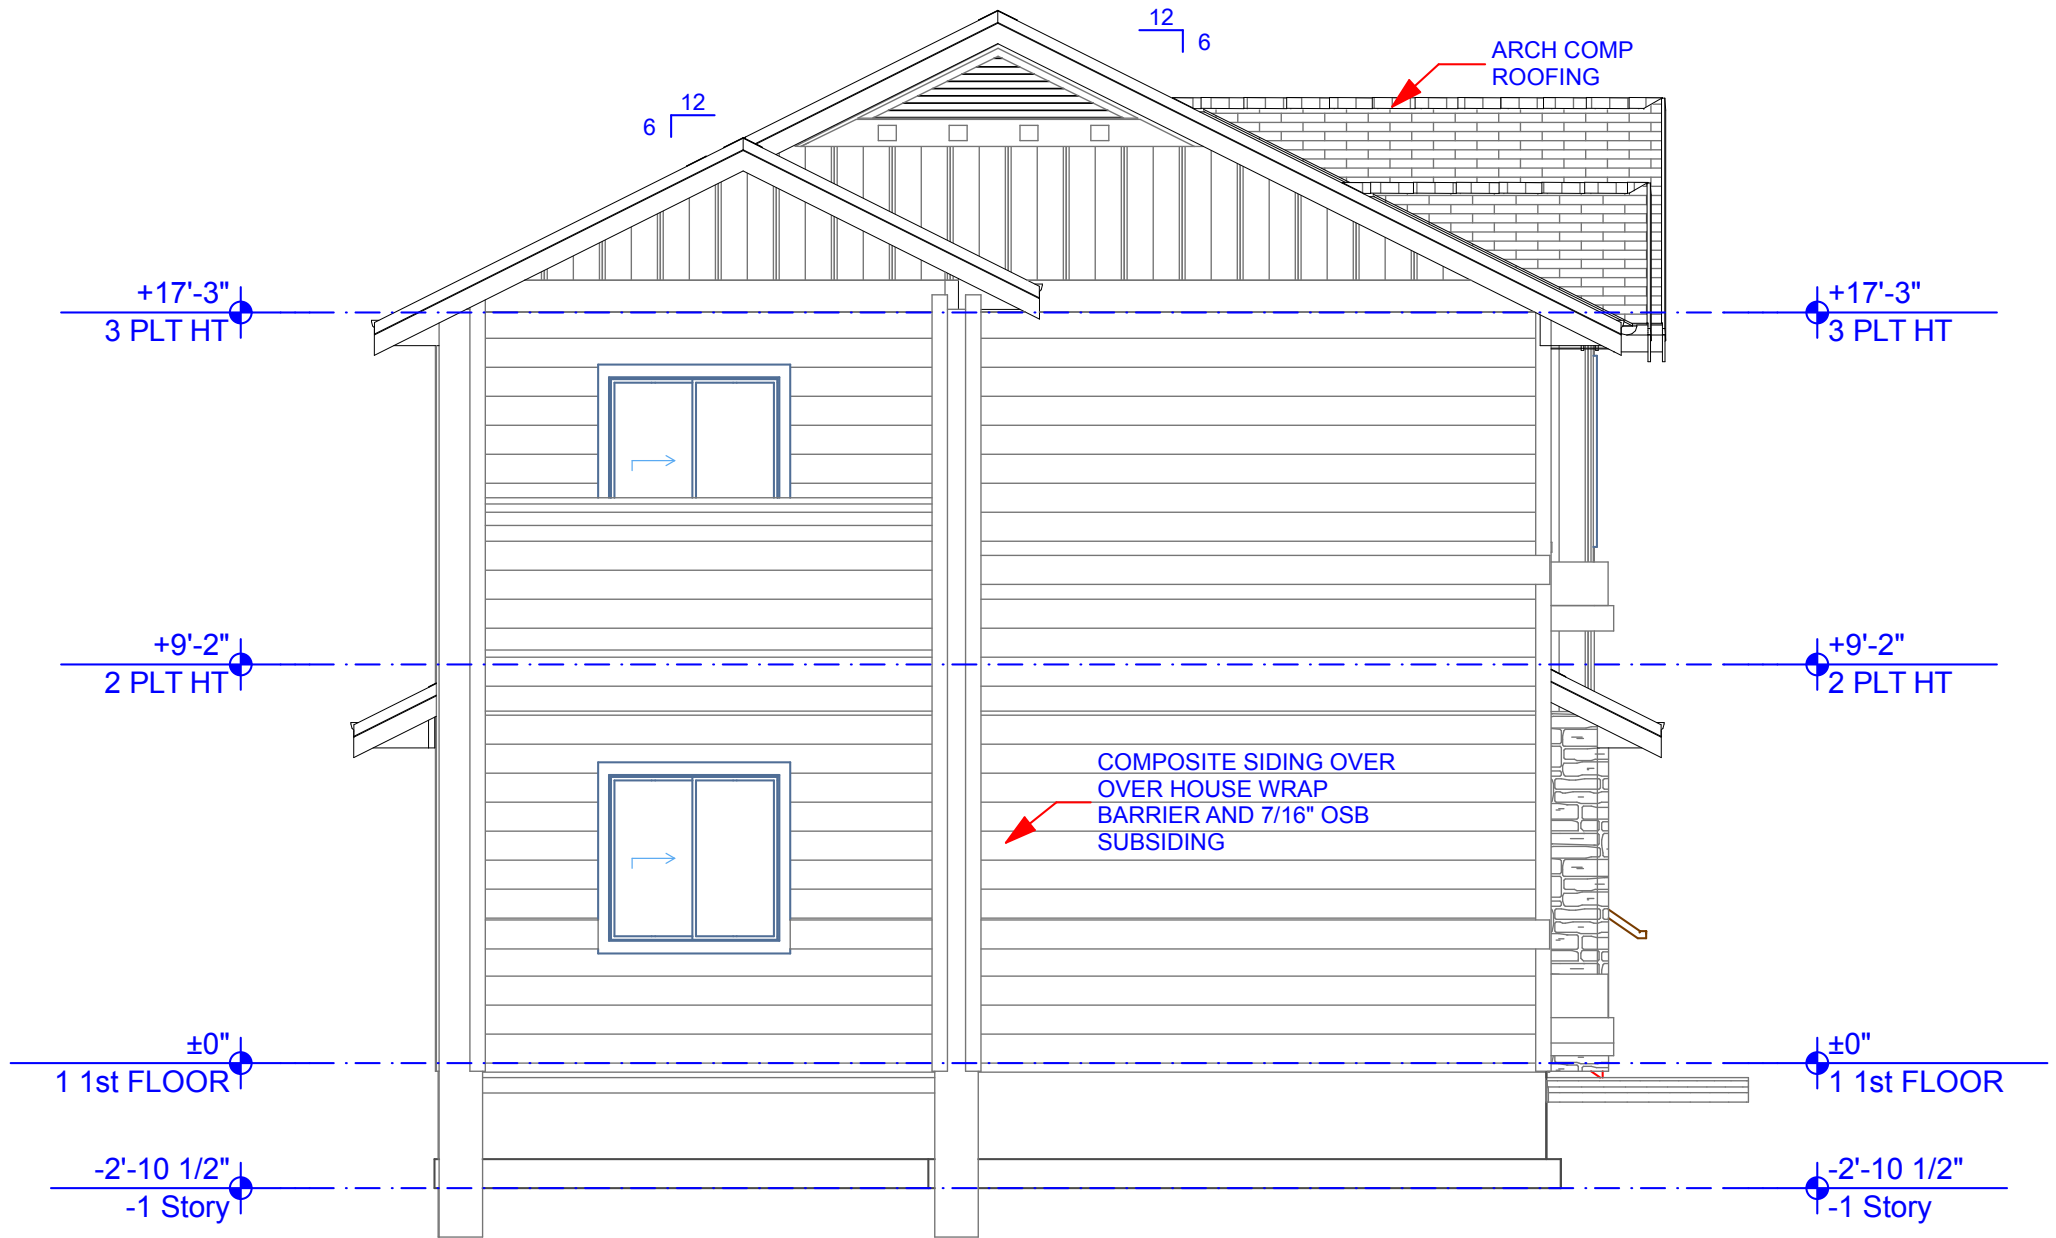 12
6
ARCH COMP
ROOFING
12
6
+17'-3"
3 PLT HT
+17'-3"
3 PLT HT
+9'-2"
2 PLT HT
+9'-2"
2 PLT HT
COMPOSITE SIDING OVER
OVER HOUSE WRAP
BARRIER AND 7/16" OSB
SUBSIDING
±0"
1 1st FLOOR
±0"
1 1st FLOOR
-2'-10 1/2"
-1 Story
-2'-10 1/2"
-1 Story